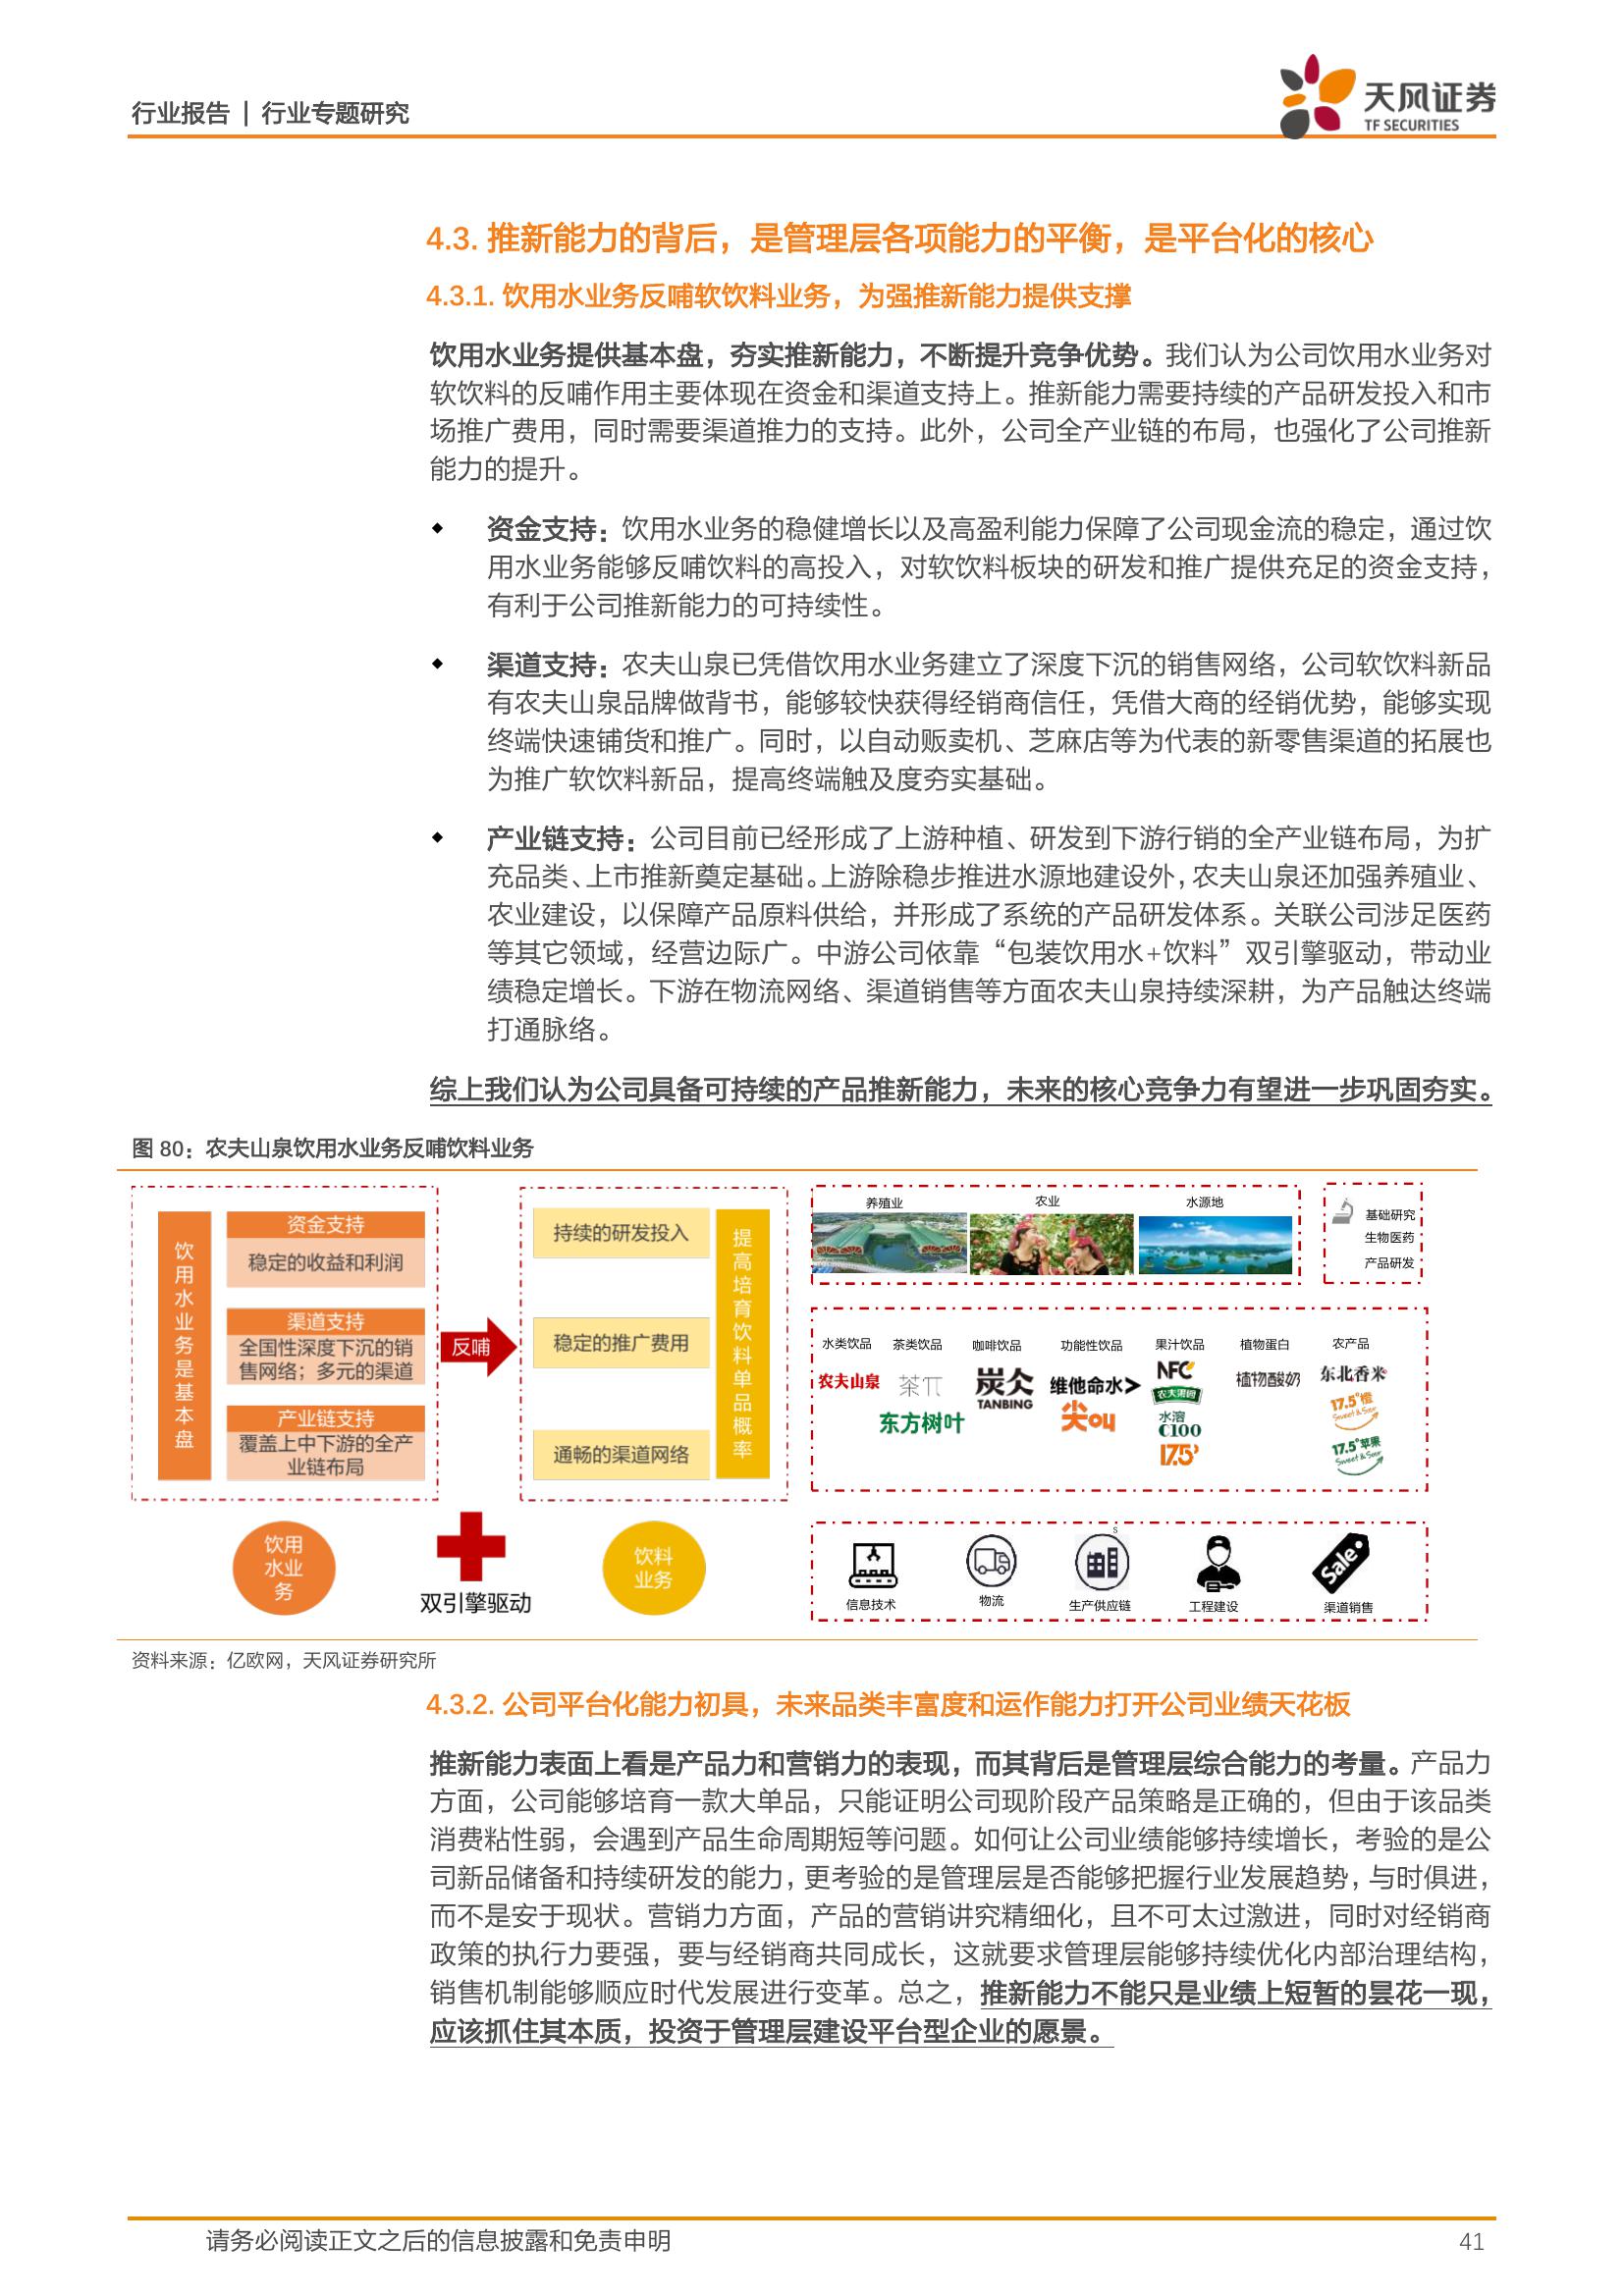 行业报告 | 行业专题研究
天风证券
TF SECURITIES
4.3. 推新能力的背后，是管理层各项能力的平衡，是平台化的核心
4.3.1. 饮用水业务反哺软饮料业务，为强推新能力提供支撑
饮用水业务提供基本盘，夯实推新能力，不断提升竞争优势。我们认为公司饮用水业务对
软饮料的反哺作用主要体现在资金和渠道支持上。推新能力需要持续的产品研发投入和市
场推广费用，同时需要渠道推力的支持。此外，公司全产业链的布局，也强化了公司推新
能力的提升。
◆ 资金支持：饮用水业务的稳健增长以及高盈利能力保障了公司现金流的稳定，通过饮
用水业务能够反哺饮料的高投入，对软饮料板块的研发和推广提供充足的资金支持，
有利于公司推新能力的可持续性。
◆ 渠道支持：农夫山泉已凭借饮用水业务建立了深度下沉的销售网络，公司软饮料新品
有农夫山泉品牌做背书，能够较快获得经销商信任，凭借大商的经销优势，能够实现
终端快速铺货和推广。同时，以自动贩卖机、芝麻店等为代表的新零售渠道的拓展也
为推广软饮料新品，提高终端触及度夯实基础。
◆ 产业链支持：公司目前已经形成了上游种植、研发到下游行销的全产业链布局，为扩
充品类、上市推新奠定基础。上游除稳步推进水源地建设外，农夫山泉还加强养殖业、
农业建设，以保障产品原料供给，并形成了系统的产品研发体系。关联公司涉足医药
等其它领域，经营边际广。中游公司依靠“包装饮用水+饮料”双引擎驱动，带动业
绩稳定增长。下游在物流网络、渠道销售等方面农夫山泉持续深耕，为产品触达终端
打通脉络。
综上我们认为公司具备可持续的产品推新能力，未来的核心竞争力有望进一步巩固夯实。
图 80：农夫山泉饮用水业务反哺饮料业务
饮用水业务是基本盘
资金支持
稳定的收益和利润
渠道支持
全国性深度下沉的销
售网络；多元的渠道
产业链支持
覆盖上中下游的全产
业链布局
反哺
持续的研发投入
稳定的推广费用
通畅的渠道网络
提高培育饮料单品概率
饮用
水业
务
双引擎驱动
饮料
业务
养殖业 农业 水源地
基础研究
生物医药
产品研发
水类饮品 茶类饮品 咖啡饮品 功能性饮品 果汁饮品 植物蛋白 农产品
农夫山泉
茶π
东方树叶
炭仌
TANBING
维他命水
尖叫
NFC
农夫果园
水溶
C100
17.5°
植物酸奶
东北香米
17.5°橙
Sweet & Sour
17.5°苹果
Sweet & Sour
s
Sale
信息技术 物流 生产供应链 工程建设 渠道销售
资料来源：亿欧网，天风证券研究所
4.3.2. 公司平台化能力初具，未来品类丰富度和运作能力打开公司业绩天花板
推新能力表面上看是产品力和营销力的表现，而其背后是管理层综合能力的考量。产品力
方面，公司能够培育一款大单品，只能证明公司现阶段产品策略是正确的，但由于该品类
消费粘性弱，会遇到产品生命周期短等问题。如何让公司业绩能够持续增长，考验的是公
司新品储备和持续研发的能力，更考验的是管理层是否能够把握行业发展趋势，与时俱进，
而不是安于现状。营销力方面，产品的营销讲究精细化，且不可太过激进，同时对经销商
政策的执行力要强，要与经销商共同成长，这就要求管理层能够持续优化内部治理结构，
销售机制能够顺应时代发展进行变革。总之，推新能力不能只是业绩上短暂的昙花一现，
应该抓住其本质，投资于管理层建设平台型企业的愿景。
请务必阅读正文之后的信息披露和免责申明
41